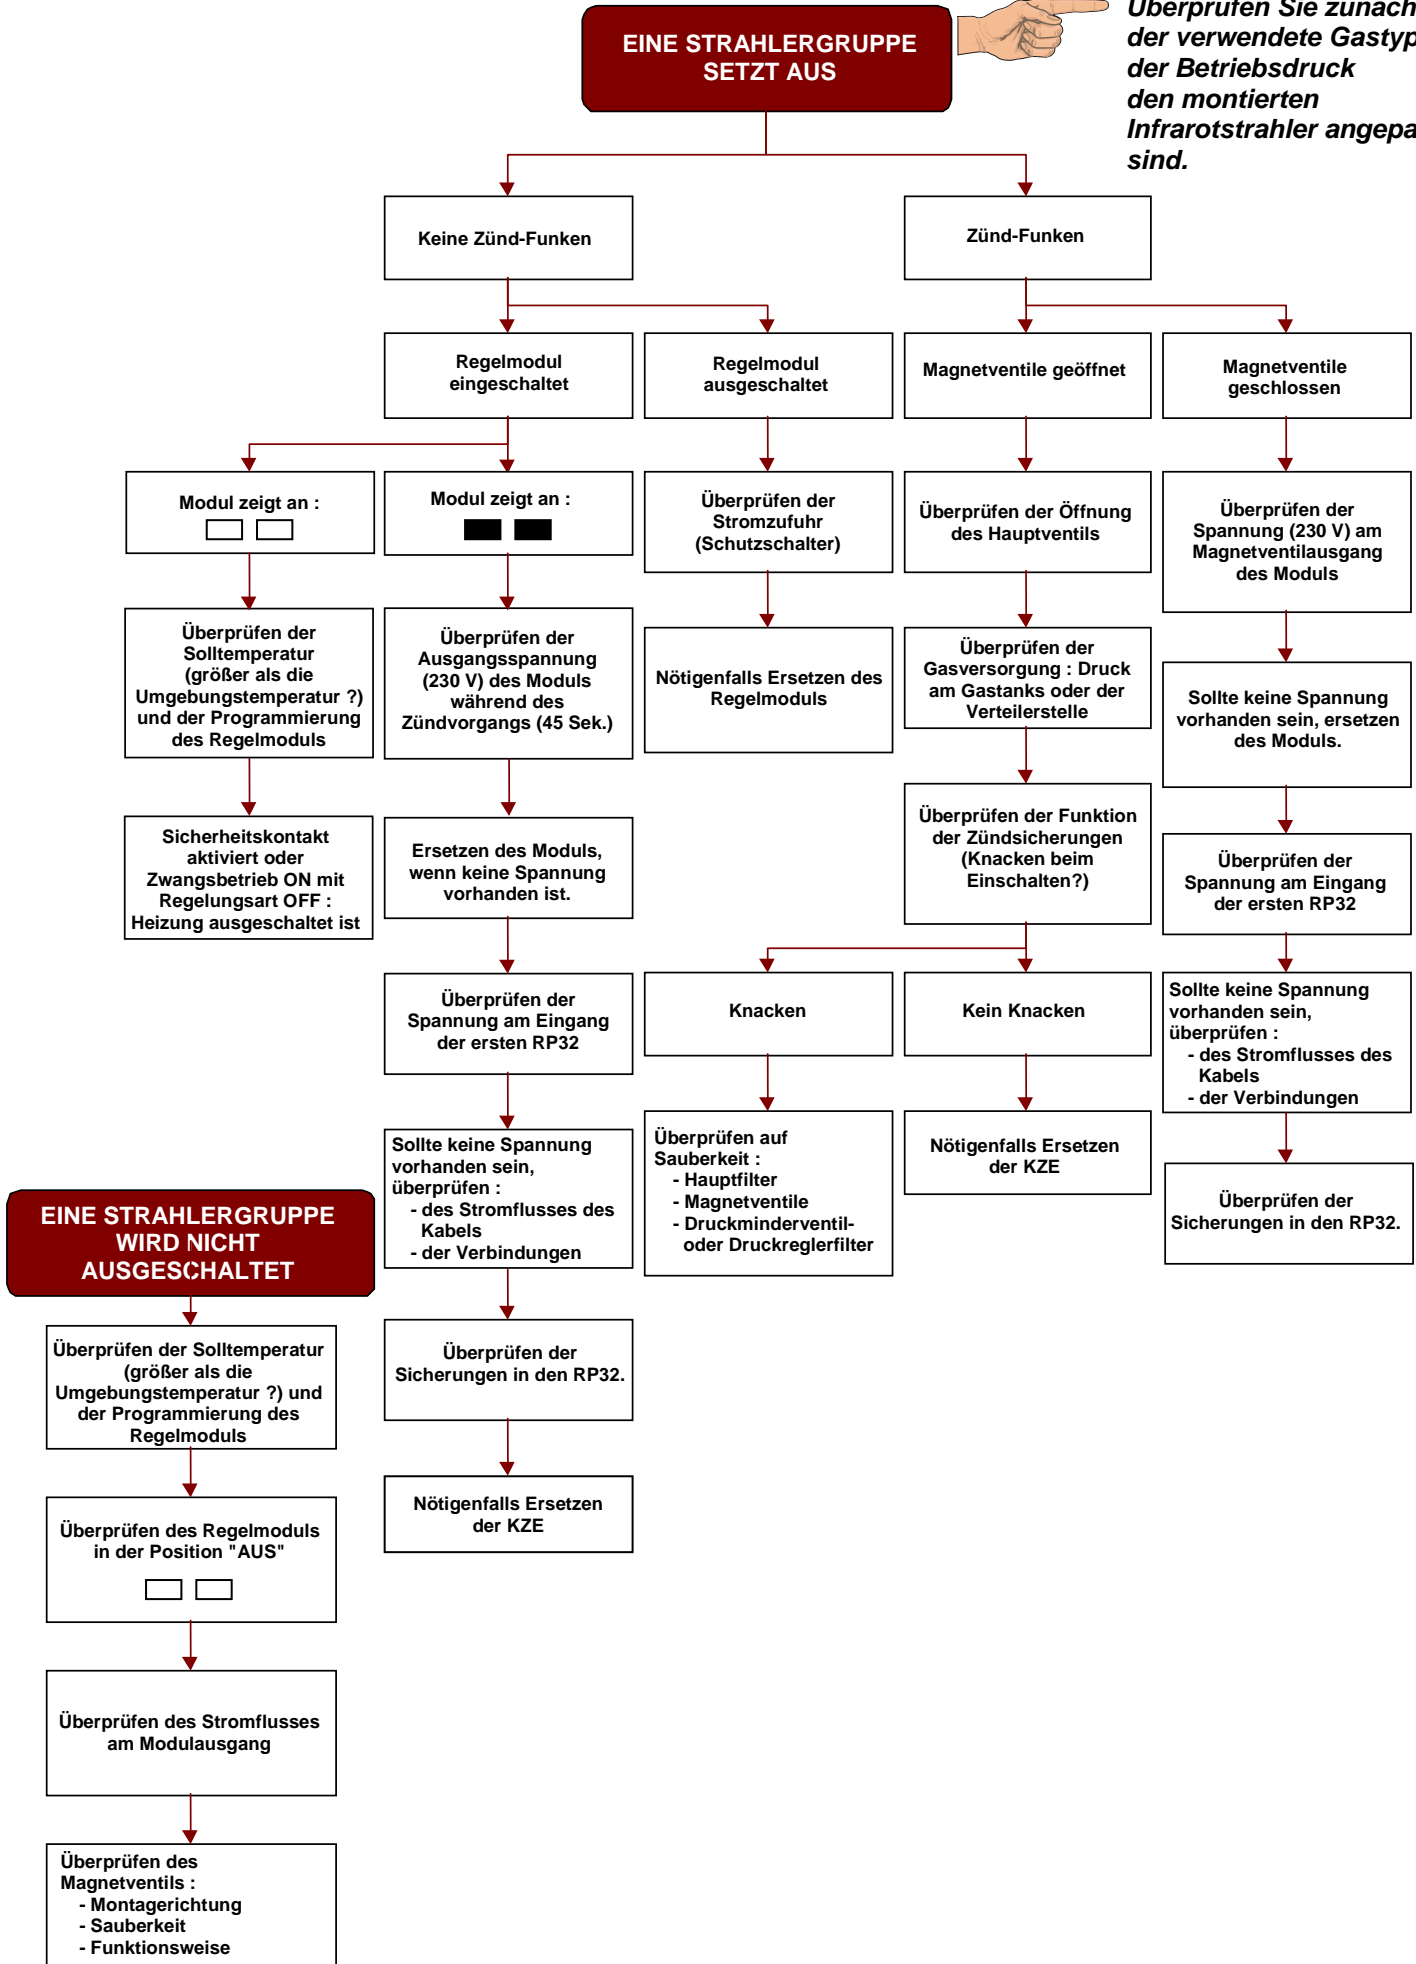 EINE STRAHLERGRUPPE
SETZT AUS
Überprüfen Sie
der verwendete Gastyp
der Betriebsdruck
den montierten
Infrarotstrahler
sind.
Keine Zünd-Funken
Zünd-Funken
Regelmodul
eingeschaltet
Regelmodul
ausgeschaltet
Magnetventile geöffnet
Magnetventile
geschlossen
Modul zeigt an :
Modul zeigt an :
Überprüfen der
Stromzufuhr
(Schutzschalter)
Überprüfen der Öffnung
des Hauptventils
Überprüfen der
Spannung (230 V) am
Magnetventilausgang
des Moduls
Überprüfen der
Solltemperatur
(größer als die
Umgebungstemperatur ?)
und der Programmierung
des Regelmoduls
Überprüfen der
Ausgangsspannung
(230 V) des Moduls
während des
Zündvorgangs (45 Sek.)
Nötigenfalls Ersetzen des
Regelmoduls
Überprüfen der
Gasversorgung : Druck
am Gastanks oder der
Verteilerstelle
Sollte keine Spannung
vorhanden sein, ersetzen
des Moduls.
Sicherheitskontakt
aktiviert oder
Zwangsbetrieb ON mit
Regelungsart OFF :
Heizung ausgeschaltet ist
Ersetzen des Moduls,
wenn keine Spannung
vorhanden ist.
Überprüfen der Funktion
der Zündsicherungen
(Knacken beim
Einschalten?)
Überprüfen der
Spannung am Eingang
der ersten RP32
Überprüfen der
Spannung am Eingang
der ersten RP32
Knacken
Kein Knacken
Sollte keine Spannung
vorhanden sein,
überprüfen :
- des Stromflusses des
Kabels
- der Verbindungen
Sollte keine Spannung
vorhanden sein,
überprüfen :
- des Stromflusses des
Kabels
- der Verbindungen
Überprüfen auf
Sauberkeit :
- Hauptfilter
- Magnetventile
- Druckminderventil-
oder Druckreglerfilter
Nötigenfalls Ersetzen
der KZE
Überprüfen der
Sicherungen in den RP32.
EINE STRAHLERGRUPPE
WIRD NICHT
AUSGESCHALTET
Überprüfen der Solltemperatur
(größer als die
Umgebungstemperatur ?) und
der Programmierung des
Regelmoduls
Überprüfen der
Sicherungen in den RP32.
Nötigenfalls Ersetzen
der KZE
Überprüfen des Regelmoduls
in der Position "AUS"
Überprüfen des Stromflusses
am Modulausgang
Überprüfen des
Magnetventils :
- Montagerichtung
- Sauberkeit
- Funktionsweise